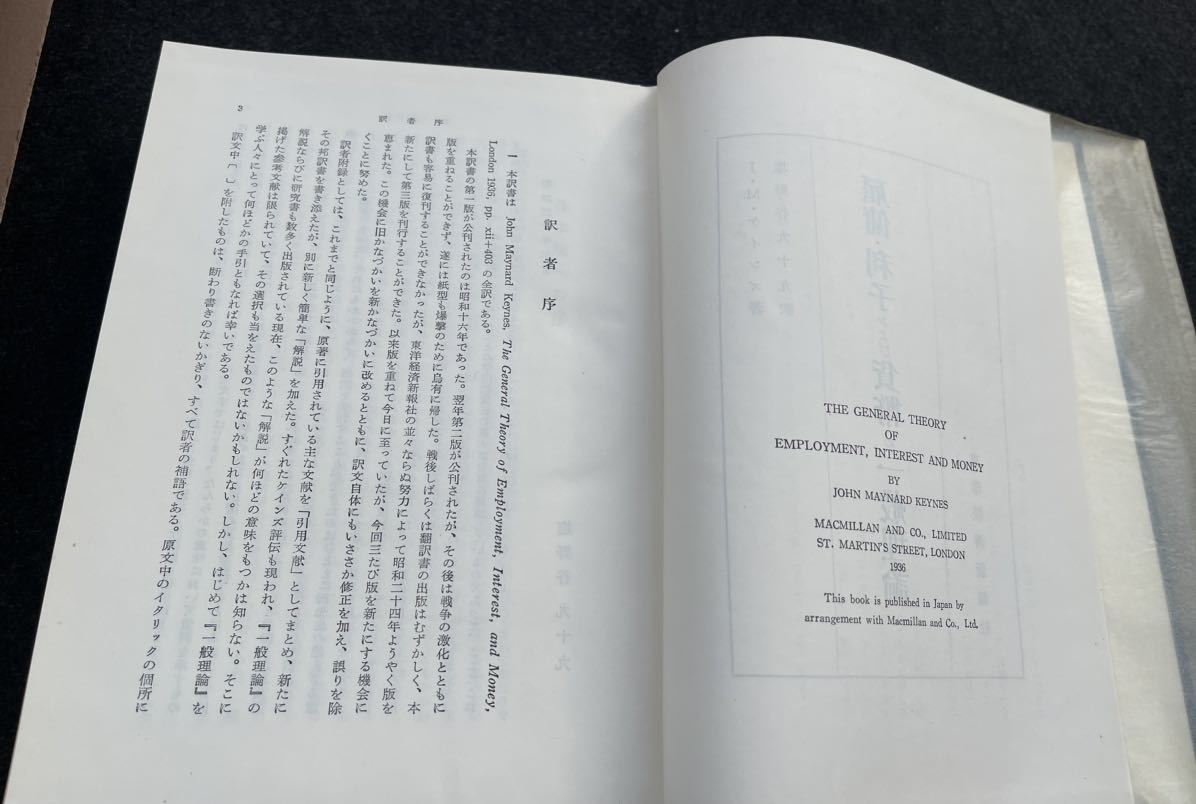 THE GENERAL THEORY
OF
EMPLOYMENT, INTEREST AND MONEY
BY
JOHN MAYNARD KEYNES
MACMILLAN AND CO., LIMITED
ST. MARTIN'S STREET, LONDON
1936
This book is published in Japan by
arrangement with Macmillan and Co., Ltd.
訳者序
1 本訳書は John Maynard Keynes, The General Theory of Employment, Interest, and Money,
London 1936, pp. xii+403 の全訳である。
本訳書の第一版が公刊されたのは昭和十六年であった。翌年第二版が公刊されたが、その後は戦争の激化とともに
版を重ねることができず、遂には紙型も爆撃のために烏有に帰した。戦後しばらくは翻訳書の出版はむずかしく、本
訳書も容易に復刊することができなかったが、東洋経済新報社の並々ならぬ努力によって昭和二十四年ようやく版を
新たにして第三版を刊行することができた。以来版を重ねて今日に至っていたが、今回三たび版を新たにする機会に
恵まれた。この機会に旧かなづかいを新かなづかいに改めるとともに、訳文自体にもいささか修正を加え、誤りを除
くことに努めた。
訳者附録としては、これまでと同じように、原著に引用されている主な文献を「引用文献」としてまとめ、新たに
その邦訳書を書き添えたが、別に新しく簡単な「解説」を加えた。すぐれたケインズ評伝も現われ、『一般理論』の
解説ならびに研究書も数多く出版されている現在、このような「解説」が何ほどの意味をもつかは知らない。そこに
掲げた参考文献は限られていて、その選択も当をえたものではないかもしれない。しかし、はじめて『一般理論』を
学ぶ人々にとって何ほどかの手引ともなれば幸いである。
訳文中〔 〕を附したものは、断わり書きのないかぎり、すべて訳者の補語である。原文中のイタリックの個所に
訳者序
3